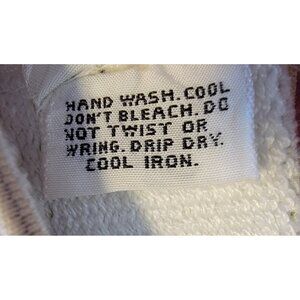 HAND WASH. COOL
DON'T BLEACH. DO
NOT TWIST OR
WRING. DRIP DRY.
COOL IRON.